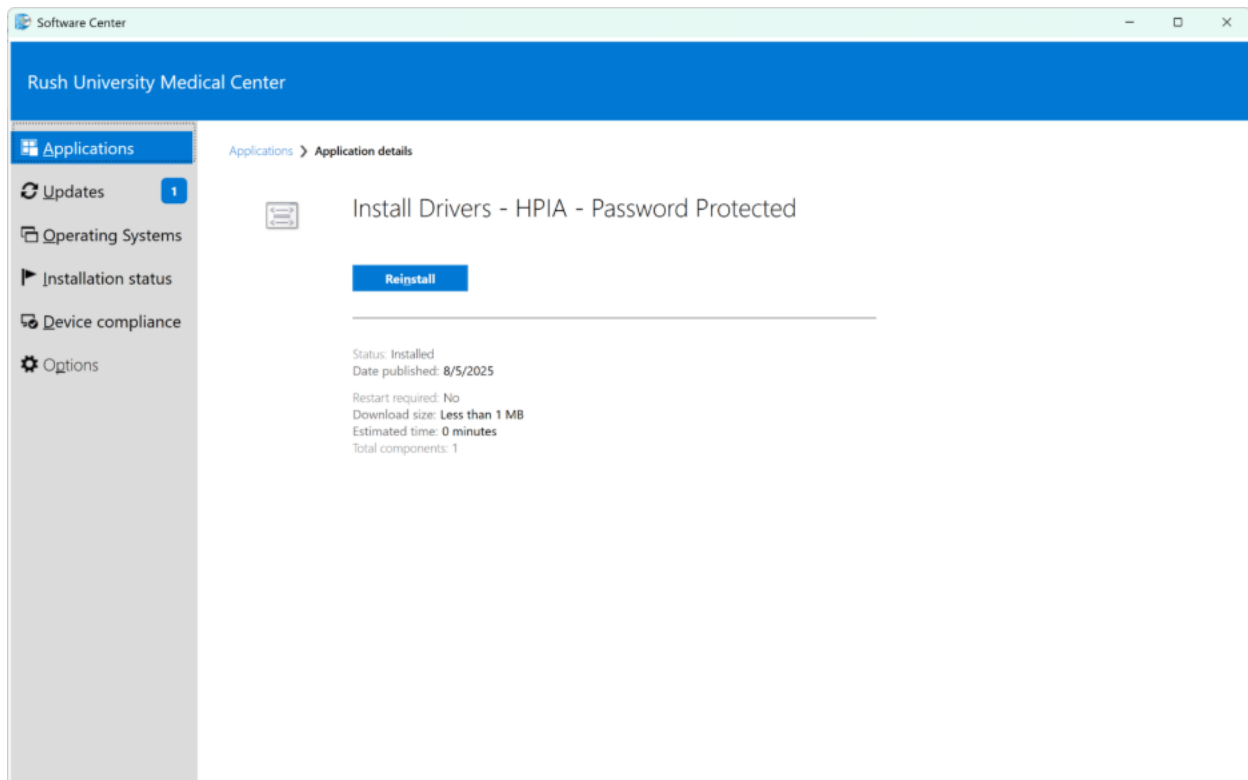 Software Center
Rush University Medical Center
Applications
Updates 1
Operating Systems
Installation status
Device compliance
Options
Applications ❯ Application details
Install Drivers - HPIA - Password Protected
Reinstall
Status: Installed
Date published: 8/5/2025
Restart required: No
Download size: Less than 1 MB
Estimated time: 0 minutes
Total components: 1